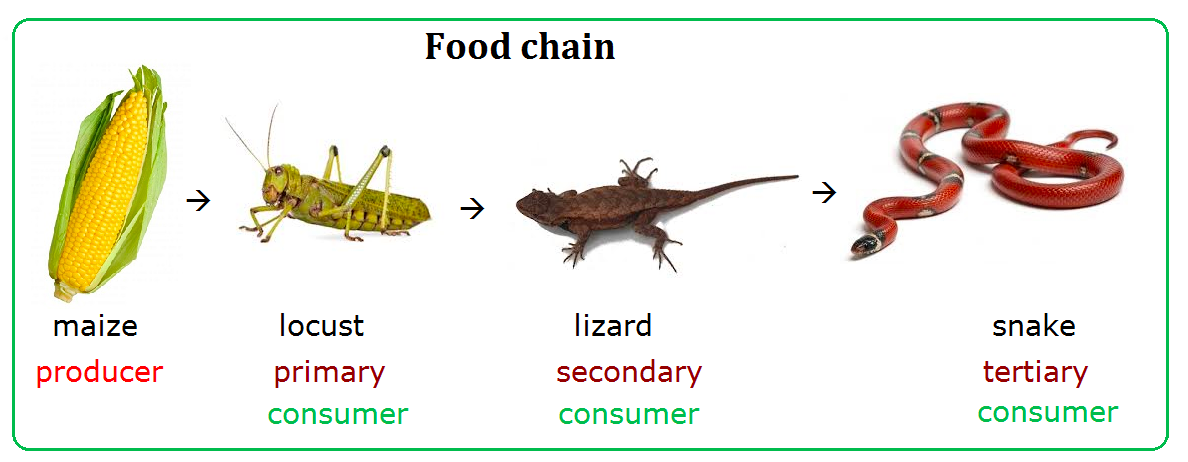 Food chain
→ → →
maize locust lizard snake
producer primary secondary tertiary
consumer consumer consumer